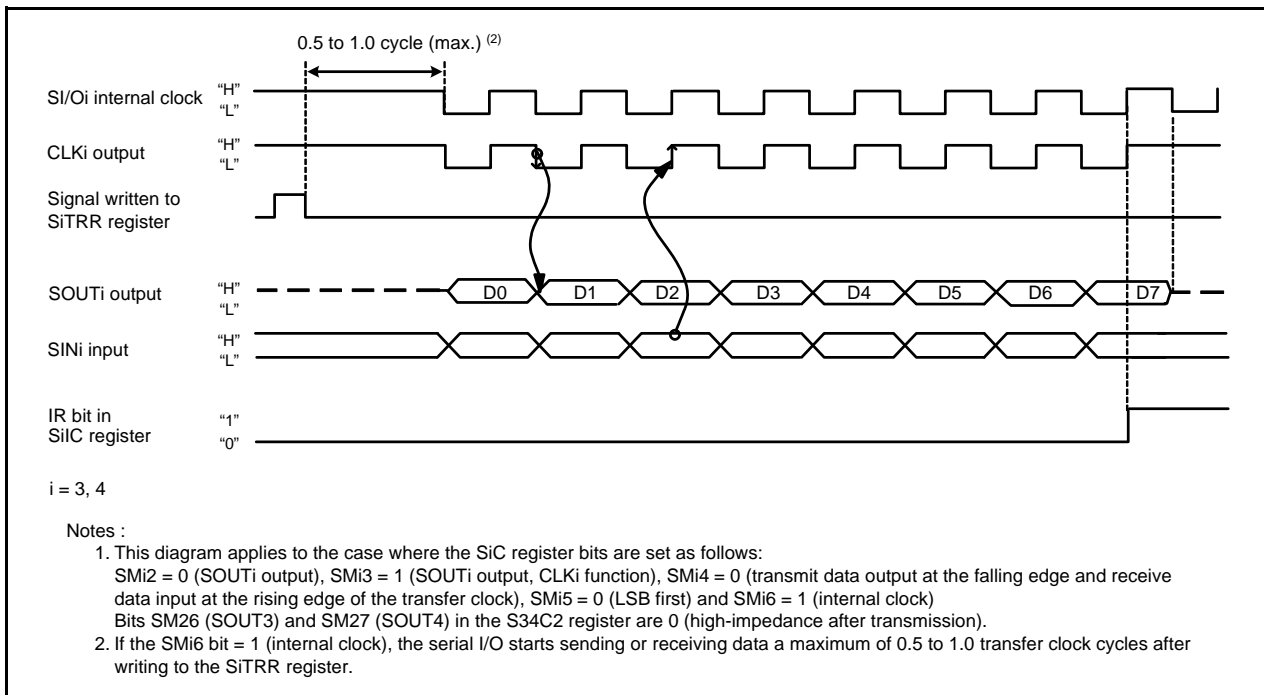 0.5 to 1.0 cycle (max.) (2)
SI/Oi internal clock
“H”
“L”
CLKi output
“H”
“L”
Signal written to
SiTRR register
SOUTi output
“H”
“L”
D0 D1 D2 D3 D4 D5 D6 D7
SINi input
“H”
“L”
IR bit in
SiIC register
“1”
“0”
i = 3, 4
Notes :
1. This diagram applies to the case where the SiC register bits are set as follows:
SMi2 = 0 (SOUTi output), SMi3 = 1 (SOUTi output, CLKi function), SMi4 = 0 (transmit data output at the falling edge and receive
data input at the rising edge of the transfer clock), SMi5 = 0 (LSB first) and SMi6 = 1 (internal clock)
Bits SM26 (SOUT3) and SM27 (SOUT4) in the S34C2 register are 0 (high-impedance after transmission).
2. If the SMi6 bit = 1 (internal clock), the serial I/O starts sending or receiving data a maximum of 0.5 to 1.0 transfer clock cycles after
writing to the SiTRR register.